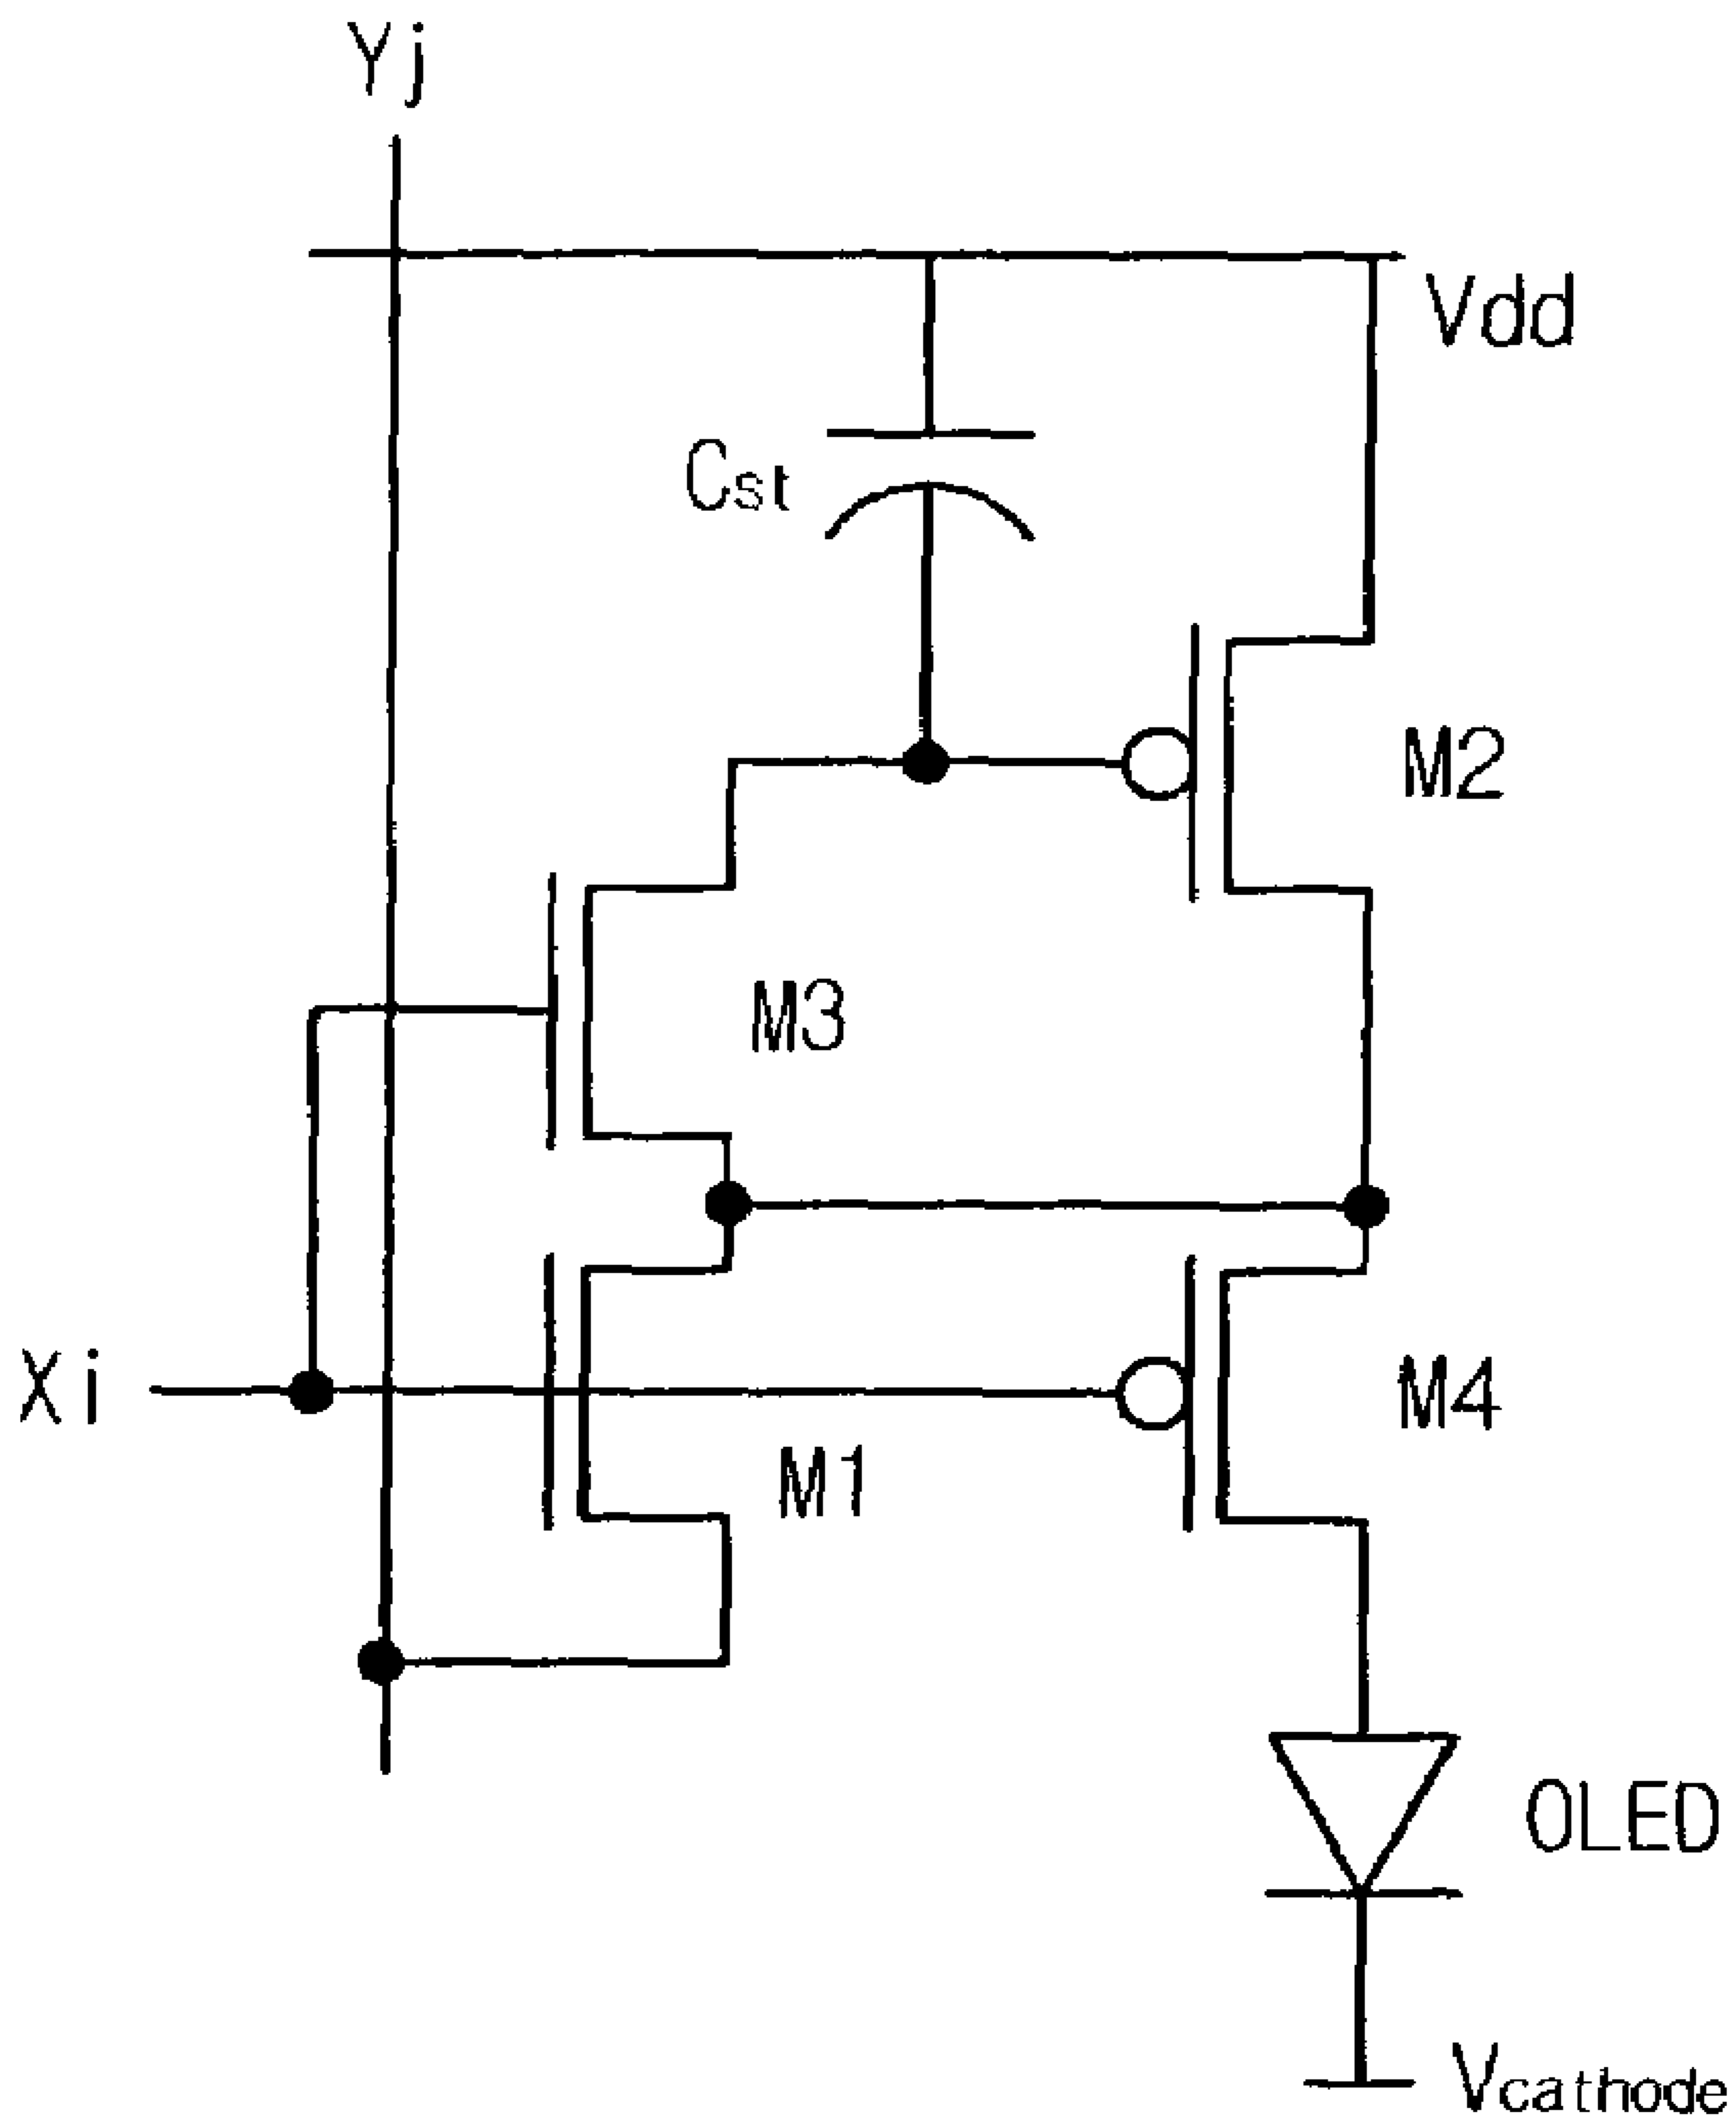 Yj
Vdd
Cst
M2
M3
Xi
M4
M1
OLED
Vcathode